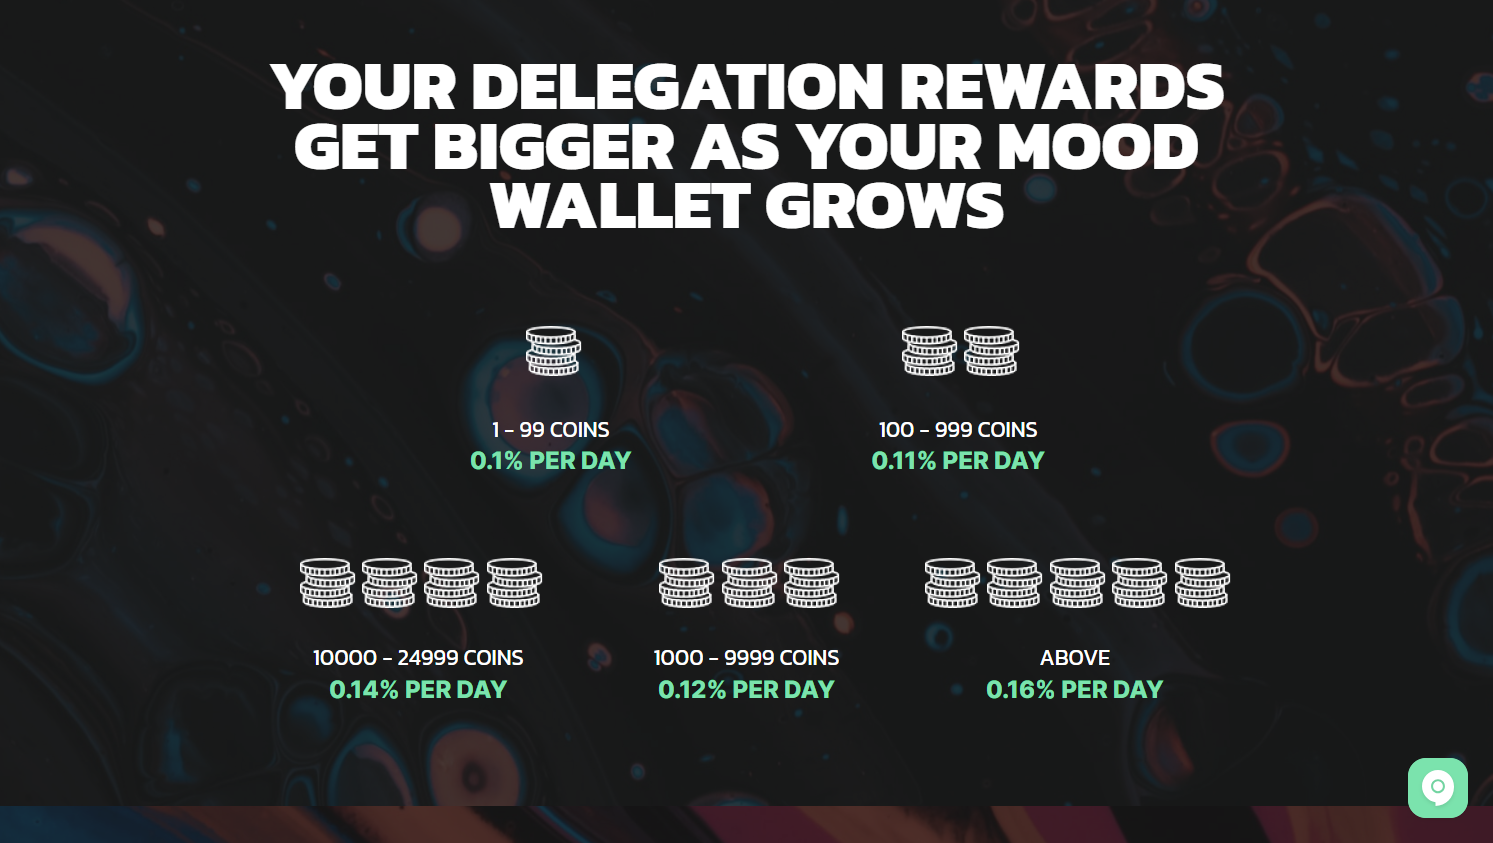 YOUR DELEGATION REWARDS
GET BIGGER AS YOUR MOOD
WALLET GROWS
1 - 99 COINS
0.1% PER DAY
100 - 999 COINS
0.11% PER DAY
10000 - 24999 COINS
0.14% PER DAY
1000 - 9999 COINS
0.12% PER DAY
ABOVE
0.16% PER DAY